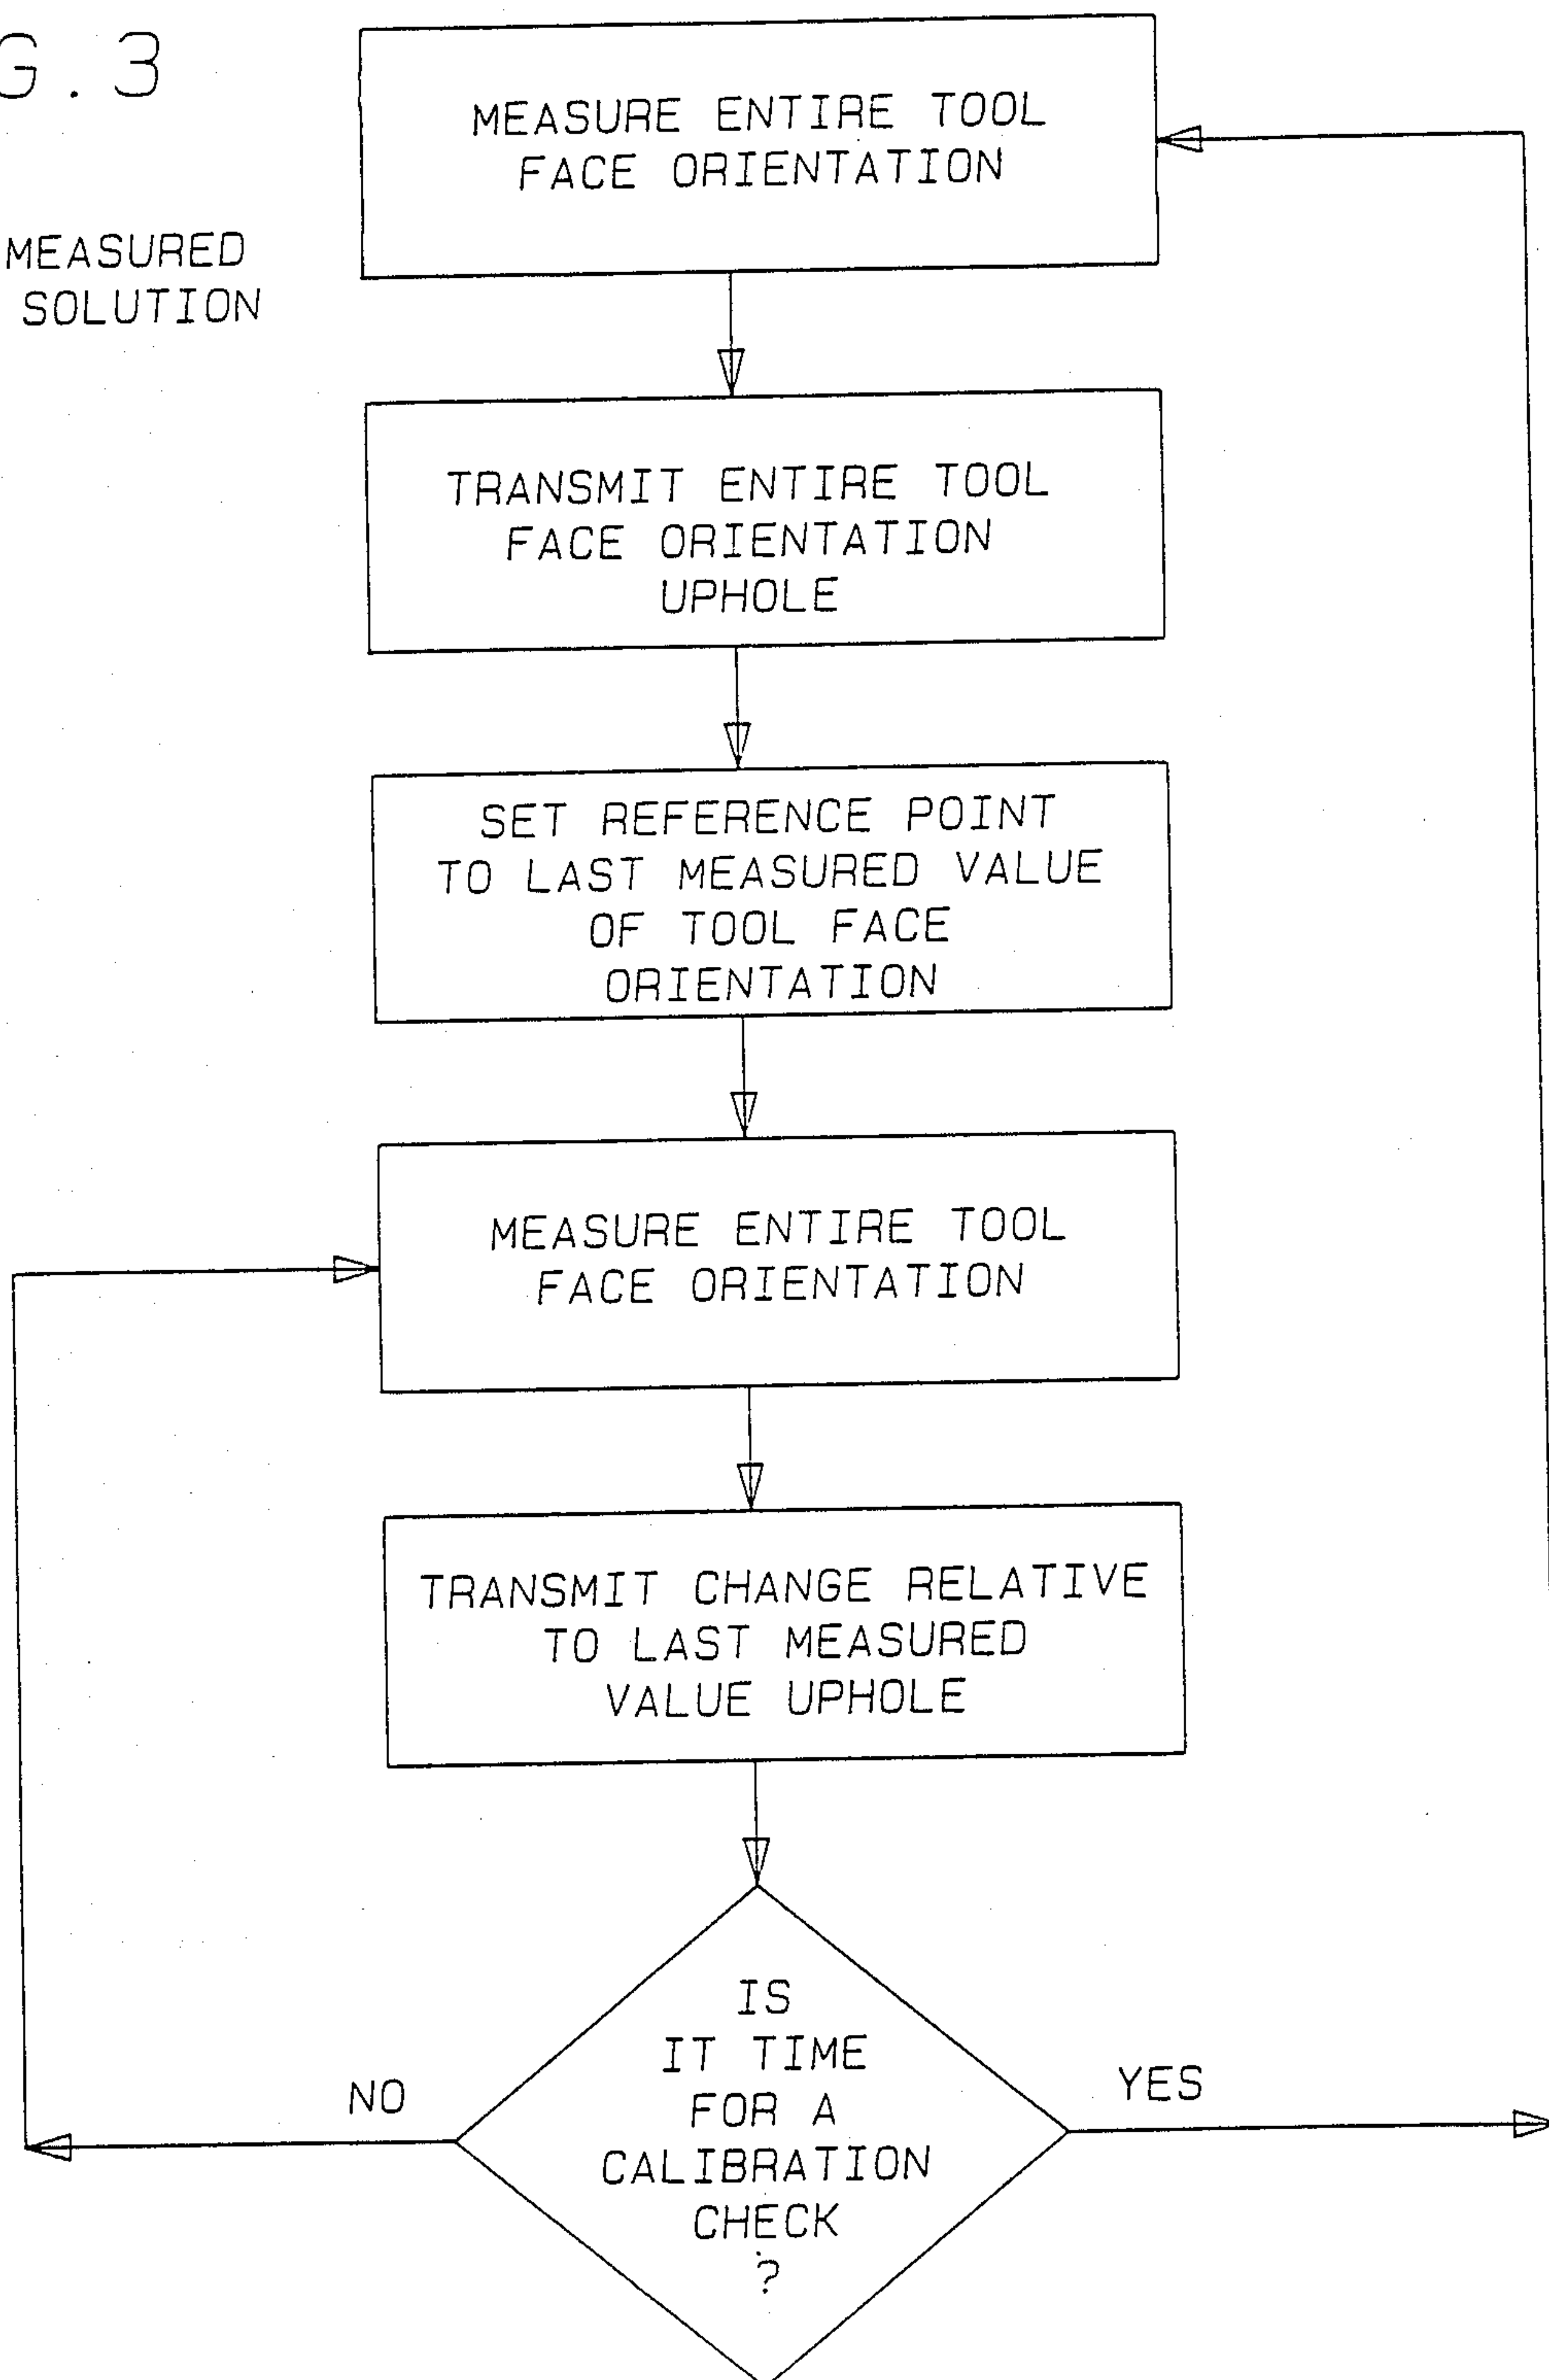 G.3
MEASURED
SOLUTION
MEASURE ENTIRE TOOL
FACE ORIENTATION
TRANSMIT ENTIRE TOOL
FACE ORIENTATION
UPHOLE
SET REFERENCE POINT
TO LAST MEASURED VALUE
OF TOOL FACE
ORIENTATION
MEASURE ENTIRE TOOL
FACE ORIENTATION
TRANSMIT CHANGE RELATIVE
TO LAST MEASURED
VALUE UPHOLE
IS
IT TIME
FOR A
CALIBRATION
CHECK
?
NO
YES